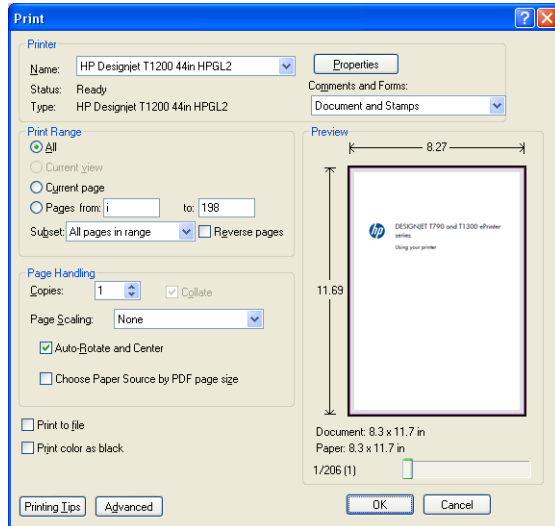 Print
Printer
Name: HP Designjet T1200 44in HPGL2 Properties
Status: Ready Comments and Forms:
Type: HP Designjet T1200 44in HPGL2 Document and Stamps
Print Range Preview
All 8.27
Current view
Current page
Pages from: i to: 198
Subset: All pages in range Reverse pages
hp DESIGNJET T790 and T1300 ePrinter
series
Using your printer
11.69
Page Handling
Copies: 1 Collate
Page Scaling: None
Auto-Rotate and Center
Choose Paper Source by PDF page size
Print to file
Print color as black
Document: 8.3 x 11.7 in
Paper: 8.3 x 11.7 in
1/206 (1)
Printing Tips Advanced OK Cancel